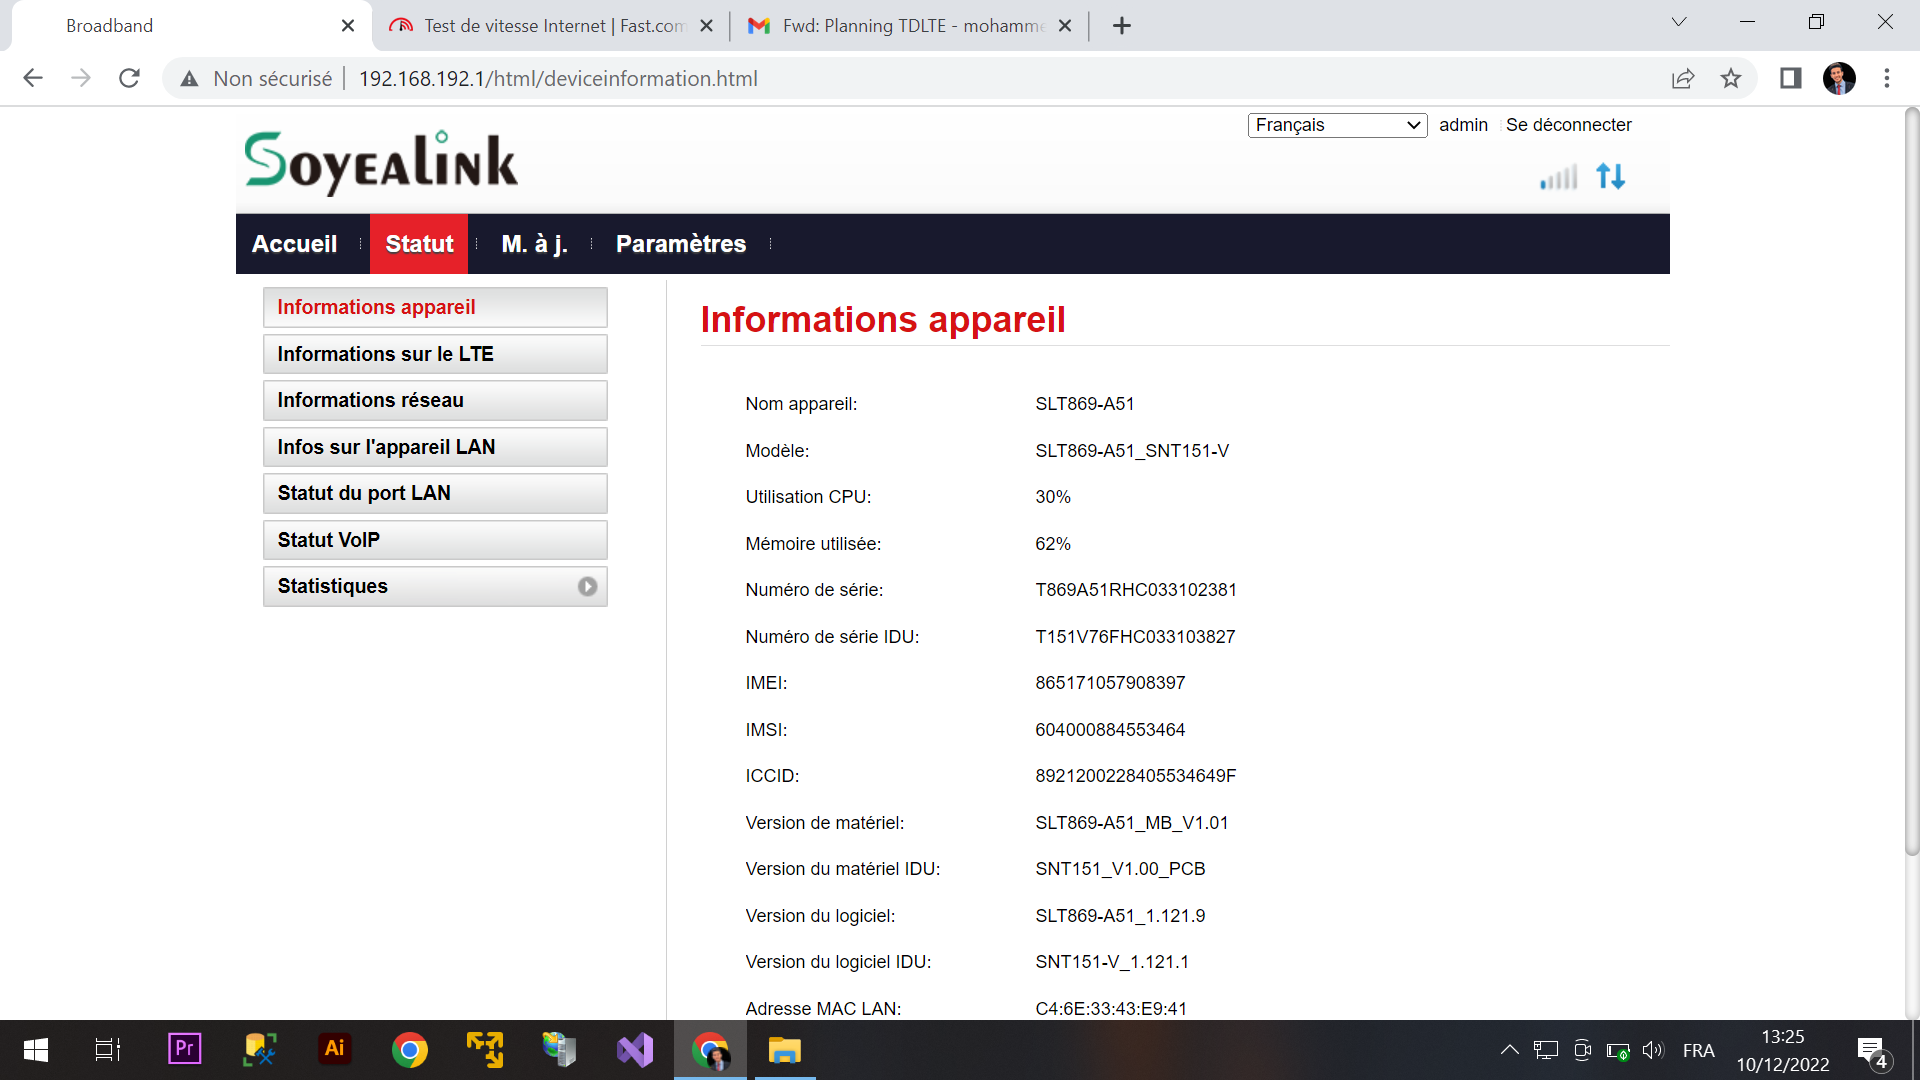 Broadband
Test de vitesse Internet | Fast.com
Fwd: Planning TDLTE - mohamme
Non sécurisé
192.168.192.1/html/deviceinformation.html
SoyeaLink
Français
admin
Se déconnecter
Accueil
Statut
M. à j.
Paramètres
Informations appareil
Informations sur le LTE
Informations réseau
Infos sur l'appareil LAN
Statut du port LAN
Statut VoIP
Statistiques
Informations appareil
Nom appareil: SLT869-A51
Modèle: SLT869-A51_SNT151-V
Utilisation CPU: 30%
Mémoire utilisée: 62%
Numéro de série: T869A51RHC033102381
Numéro de série IDU: T151V76FHC033103827
IMEI: 865171057908397
IMSI: 604000884553464
ICCID: 8921200228405534649F
Version de matériel: SLT869-A51_MB_V1.01
Version du matériel IDU: SNT151_V1.00_PCB
Version du logiciel: SLT869-A51_1.121.9
Version du logiciel IDU: SNT151-V_1.121.1
Adresse MAC LAN: C4:6E:33:43:E9:41
Pr
Ai
FRA
13:25
10/12/2022
4